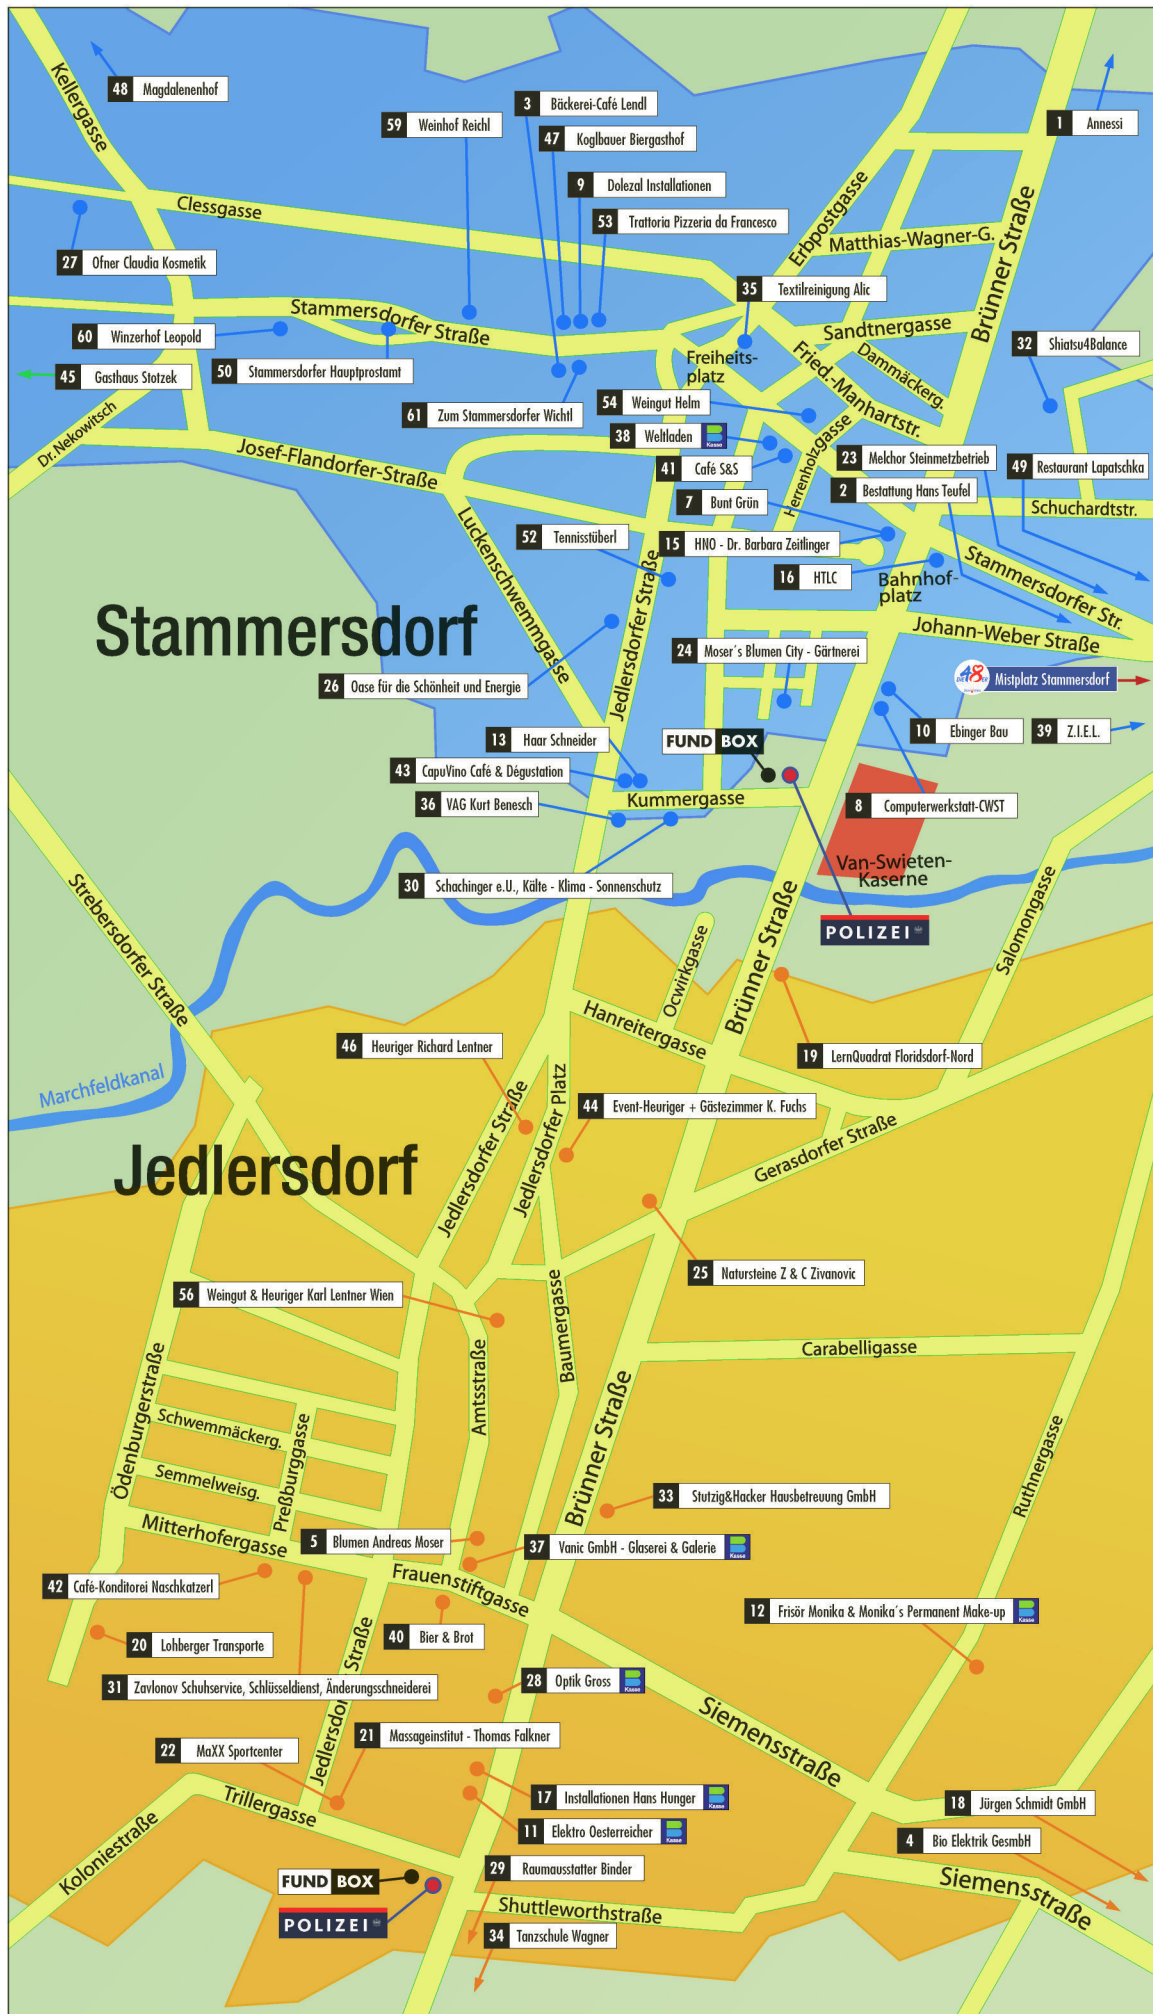 Kellergasse
48 Magdalenenhof
59 Weinhof Reichl
3 Bäckerei-Café Lendl
47 Koglbauer Biergasthof
1 Annessi
9 Dolezal Installationen
53 Trattoria Pizzeria da Francesco
Clessgasse
Erbpostgasse
Matthias-Wagner-G.
Brünner Straße
27 Ofner Claudia Kosmetik
35 Textilreinigung Alic
Stammersdorfer Straße
Sandtnergasse
60 Winzerhof Leopold
32 Shiatsu4Balance
Freiheits-
platz
Fried.-Manhartstr.
Dammäckerg.
45 Gasthaus Stotzek
50 Stammersdorfer Hauptprostamt
61 Zum Stammersdorfer Wichtl
54 Weingut Helm
Dr.Nekowitsch
Josef-Flandorfer-Straße
38 Weltladen
Kasse
Herrenholzgasse
41 Café S&S
23 Melchor Steinmetzbetrieb
49 Restaurant Lapatschka
2 Bestattung Hans Teufel
7 Bunt Grün
Schuchardtstr.
Luckenschwemmgasse
52 Tennisstüberl
15 HNO - Dr. Barbara Zeitlinger
16 HTLC
Bahnhof-
platz
Stammersdorfer Str.
Stammersdorf
Jedlersdorfer Straße
Johann-Weber Straße
24 Moser´s Blumen City - Gärtnerei
DIE 48ER
Mistplatz Stammersdorf
26 Oase für die Schönheit und Energie
10 Ebinger Bau
39 Z.I.E.L.
13 Haar Schneider
FUND BOX
43 CapuVino Café & Dégustation
36 VAG Kurt Benesch
Kummergasse
8 Computerwerkstatt-CWST
Van-Swieten-
Kaserne
30 Schachinger e.U., Kälte - Klima - Sonnenschutz
POLIZEI
Strebersdorfer Straße
Brünner Straße
Ocwirkgasse
Salomongasse
Hanreitergasse
46 Heuriger Richard Lentner
19 LernQuadrat Floridsdorf-Nord
Marchfeldkanal
Jedlersdorfer Straße
Jedlersdorfer Platz
44 Event-Heuriger + Gästezimmer K. Fuchs
Gerasdorfer Straße
Jedlersdorf
25 Natursteine Z & C Zivanovic
56 Weingut & Heuriger Karl Lentner Wien
Baumergasse
Carabelligasse
Amtsstraße
Ödenburgerstraße
Brünner Straße
Schwemmäckerg.
Preßburggasse
Semmelweisg.
Ruthnergasse
33 Stutzig&Hacker Hausbetreuung GmbH
Mitterhofergasse
5 Blumen Andreas Moser
37 Vanic GmbH - Glaserei & Galerie
Kasse
Frauenstiftgasse
42 Café-Konditorei Naschkatzerl
12 Frisör Monika & Monika´s Permanent Make-up
Kasse
40 Bier & Brot
20 Lohberger Transporte
28 Optik Gross
Kasse
31 Zavlonov Schuhservice, Schlüsseldienst, Änderungsschneiderei
Jedlersdorfer Straße
Siemensstraße
21 Massageinstitut - Thomas Falkner
22 MaXX Sportcenter
17 Installationen Hans Hunger
Kasse
18 Jürgen Schmidt GmbH
Trillergasse
11 Elektro Oesterreicher
Kasse
4 Bio Elektrik GesmbH
Koloniestraße
29 Raumausstatter Binder
FUND BOX
Siemensstraße
Shuttleworthstraße
POLIZEI
34 Tanzschule Wagner